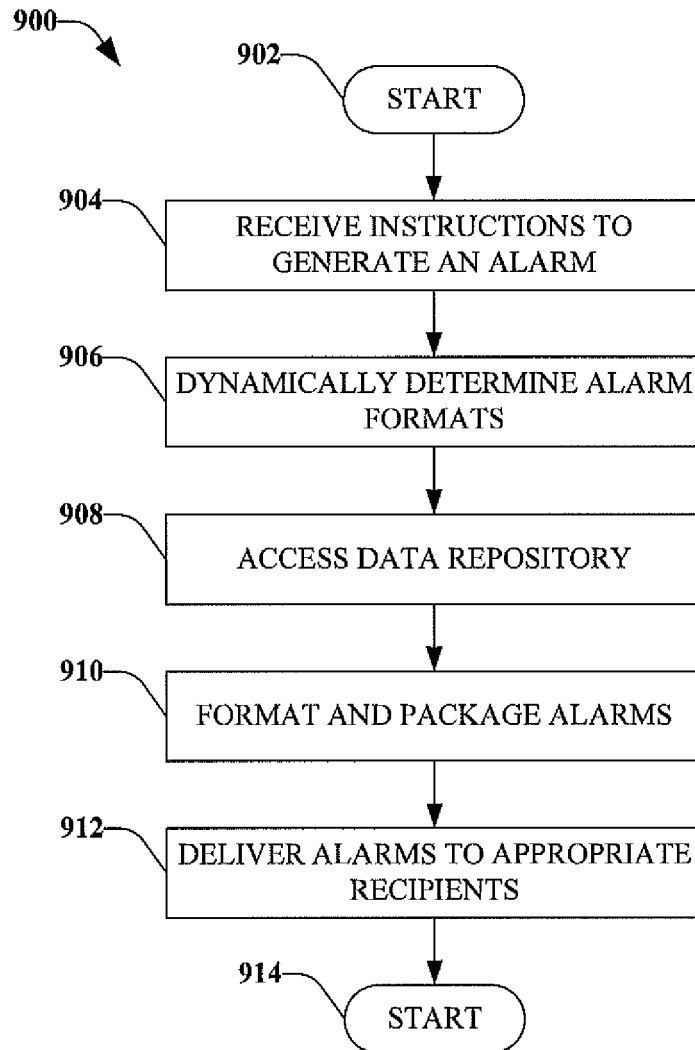 900
902
START
904
RECEIVE INSTRUCTIONS TO
GENERATE AN ALARM
906
DYNAMICALLY DETERMINE ALARM
FORMATS
908
ACCESS DATA REPOSITORY
910
FORMAT AND PACKAGE ALARMS
912
DELIVER ALARMS TO APPROPRIATE
RECIPIENTS
914
START